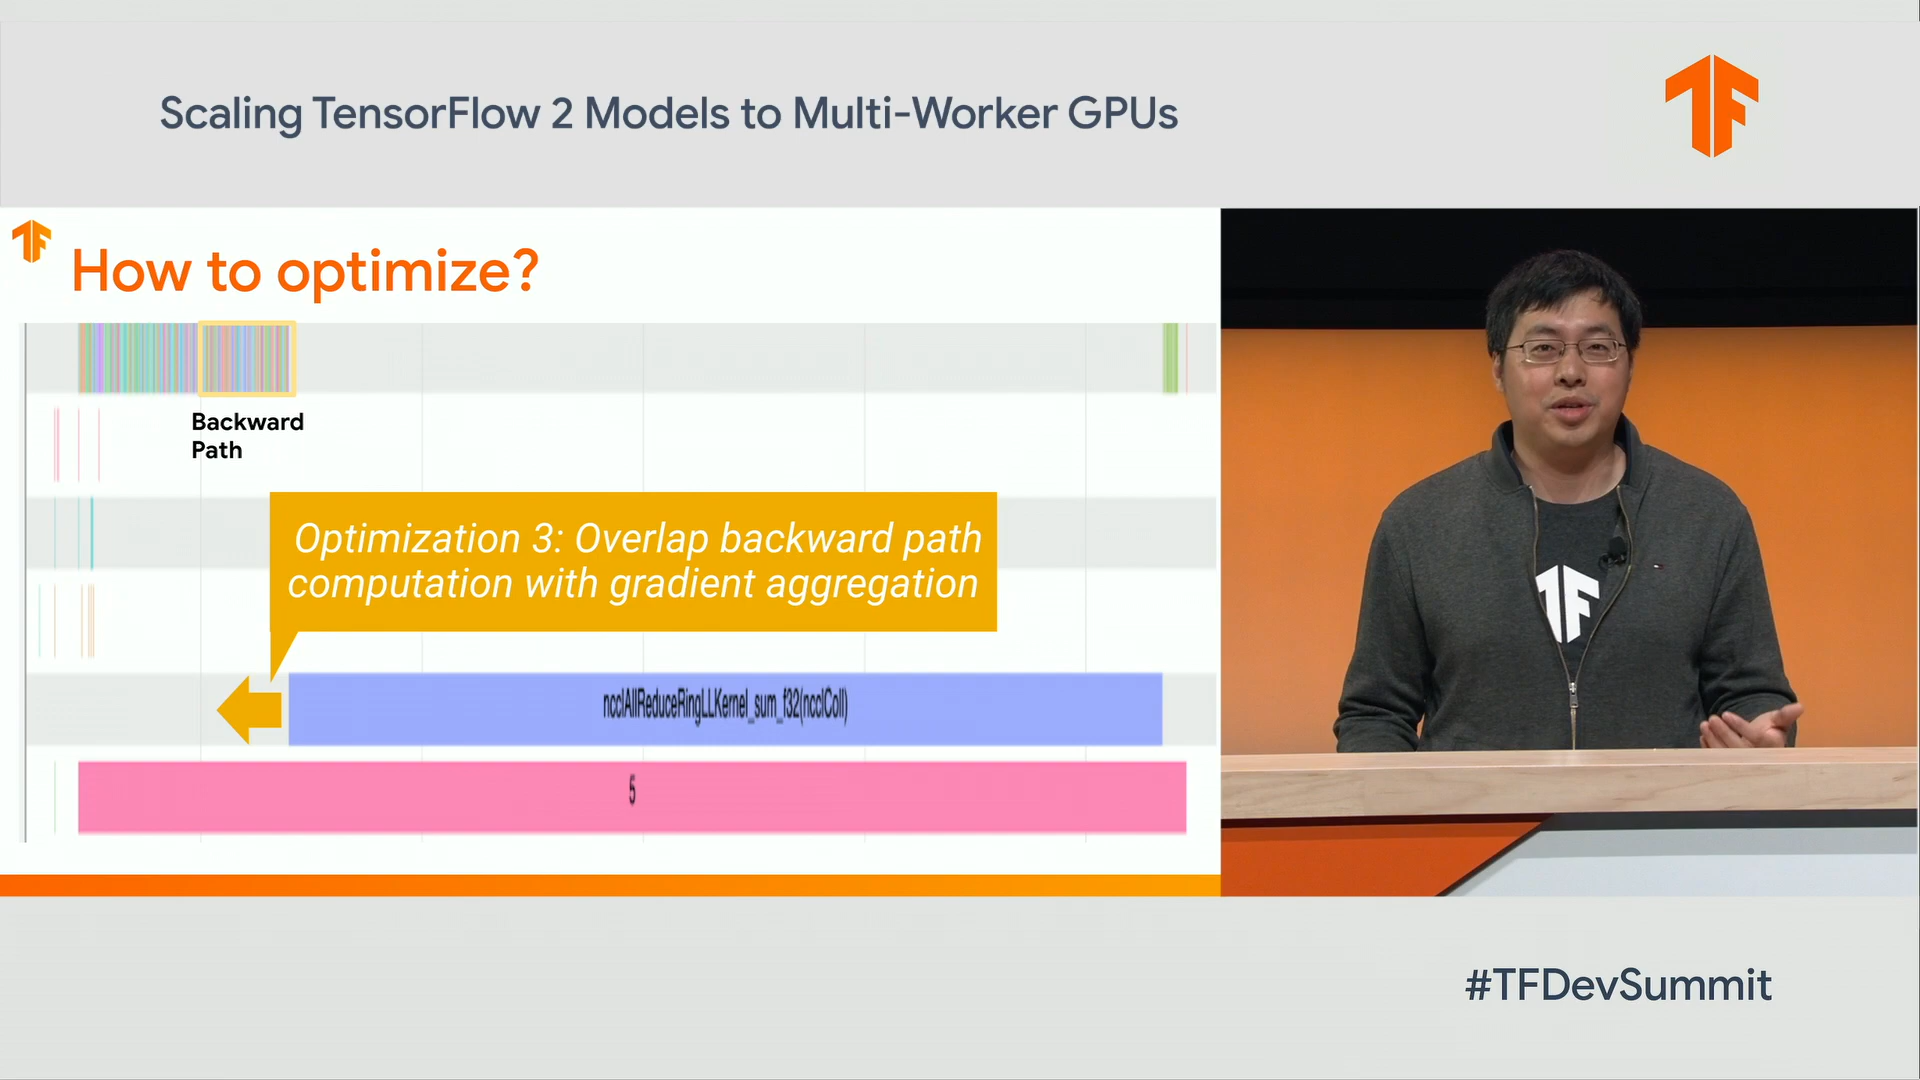 Scaling TensorFlow 2 Models to Multi-Worker GPUs
How to optimize?
Backward
Path
Optimization 3: Overlap backward path
computation with gradient aggregation
ncclAllReduceRingLLKernel_sum_f32(ncclColl)
5
#TFDevSummit